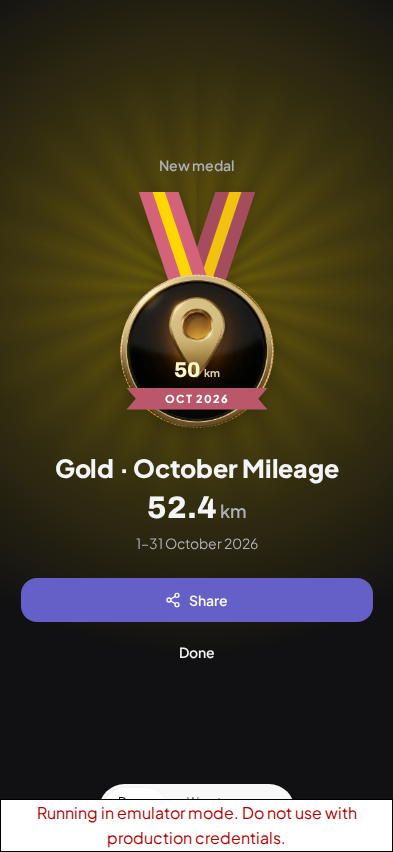 New medal
50 km
OCT 2026
Gold · October Mileage
52.4 km
1–31 October 2026
Share
Done
Running in emulator mode. Do not use with
production credentials.